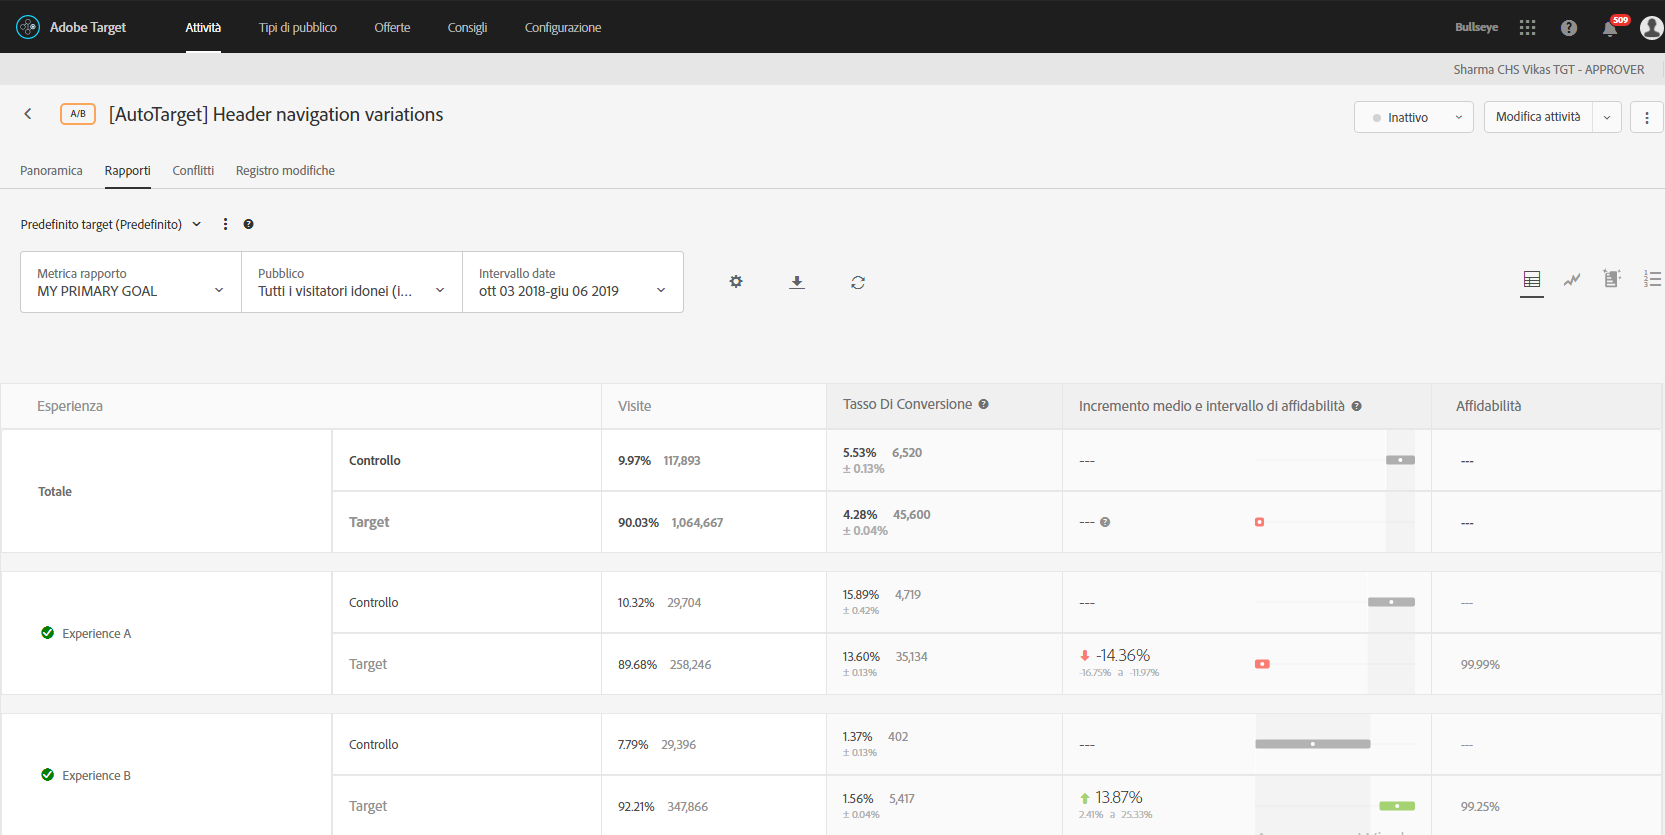 Adobe Target Attività Tipi di pubblico Offerte Consigli Configurazione Bullseye 509
Sharma CHS Vikas TGT - APPROVER
A/B [AutoTarget] Header navigation variations Inattivo Modifica attività
Panoramica Rapporti Conflitti Registro modifiche
Predefinito target (Predefinito)
Metrica rapporto Pubblico Intervallo date
MY PRIMARY GOAL Tutti i visitatori idonei (i... ott 03 2018-giu 06 2019
Esperienza Visite Tasso Di Conversione Incremento medio e intervallo di affidabilità Affidabilità
Totale
Controllo 9.97% 117,893 5.53% 6,520 --- ---
± 0.13%
Target 90.03% 1,064,667 4.28% 45,600 --- ---
± 0.04%
Experience A
Controllo 10.32% 29,704 15.89% 4,719 --- ---
± 0.42%
Target 89.68% 258,246 13.60% 35,134 -14.36% 99.99%
± 0.13% -16.75% a -11.97%
Experience B
Controllo 7.79% 29,396 1.37% 402 --- ---
± 0.13%
Target 92.21% 347,866 1.56% 5,417 13.87% 99.25%
± 0.04% 2.41% a 25.33%